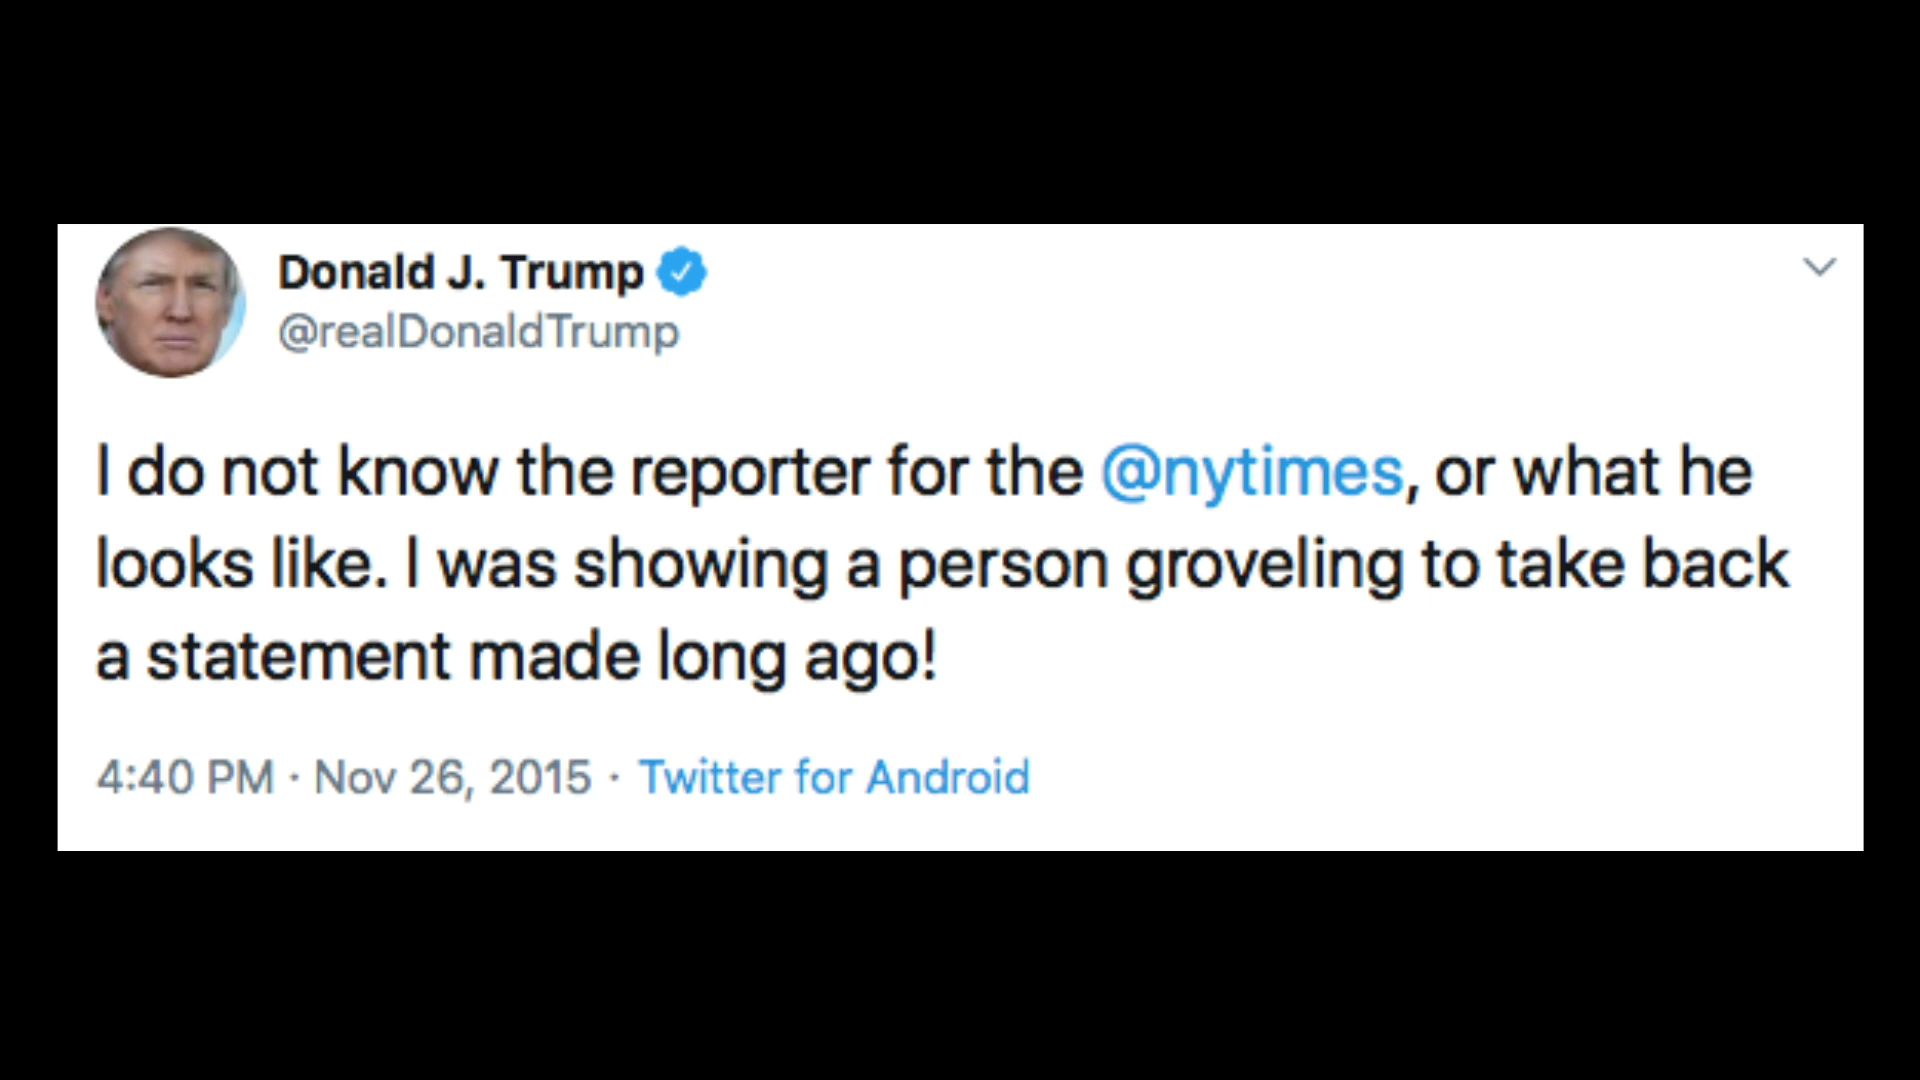 Donald J. Trump
@realDonaldTrump
I do not know the reporter for the @nytimes, or what he
looks like. I was showing a person groveling to take back
a statement made long ago!
4:40 PM · Nov 26, 2015 · Twitter for Android